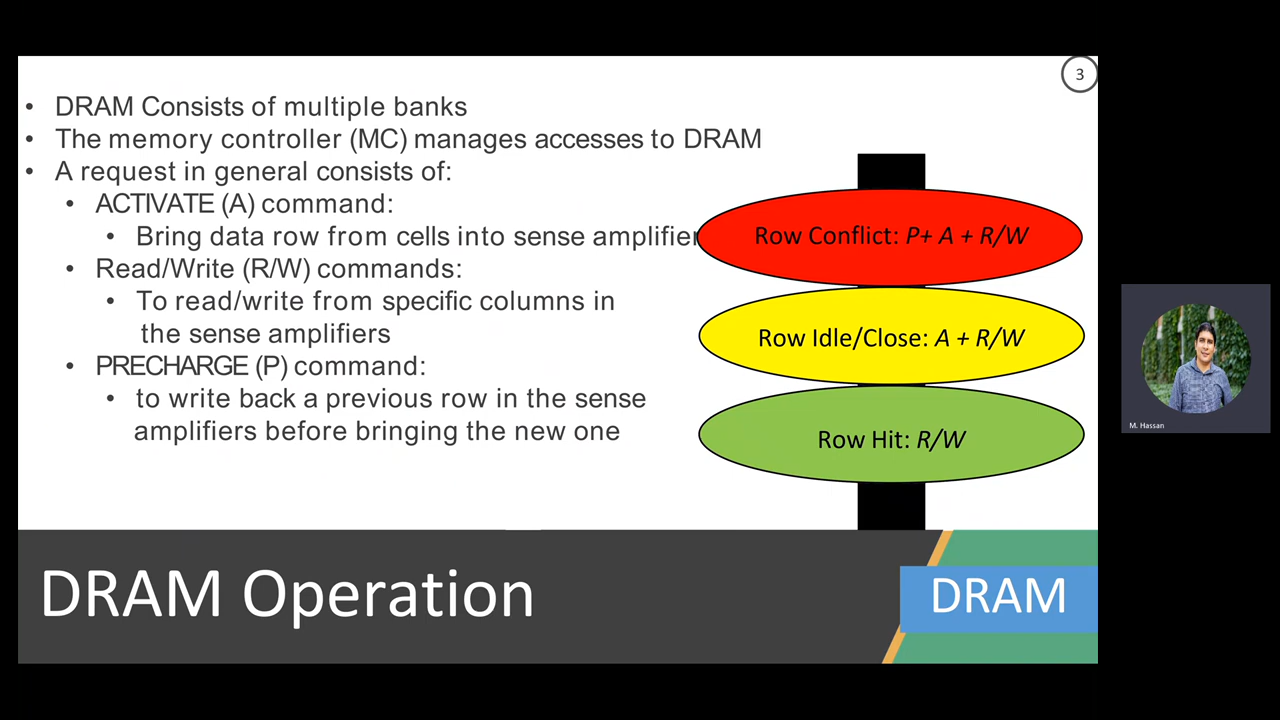 3
• DRAM Consists of multiple banks
• The memory controller (MC) manages accesses to DRAM
• A request in general consists of:
• ACTIVATE (A) command:
• Bring data row from cells into sense amplifier
• Read/Write (R/W) commands:
• To read/write from specific columns in
the sense amplifiers
• PRECHARGE (P) command:
• to write back a previous row in the sense
amplifiers before bringing the new one
Row Conflict: P+ A + R/W
Row Idle/Close: A + R/W
Row Hit: R/W
M. Hassan
DRAM Operation
DRAM